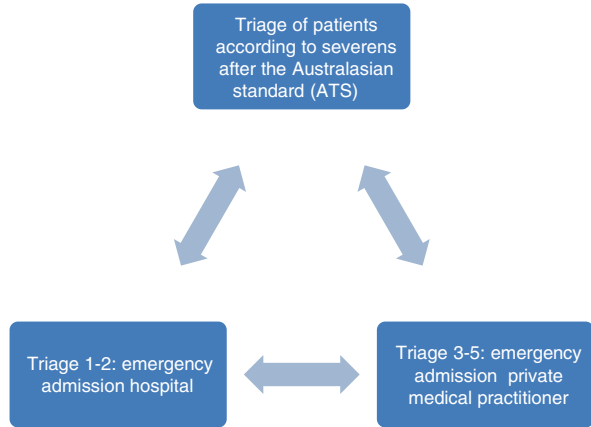 Triage of patients
according to severens
after the Australasian
standard (ATS)
Triage 1-2: emergency
admission hospital
Triage 3-5: emergency
admission private
medical practitioner